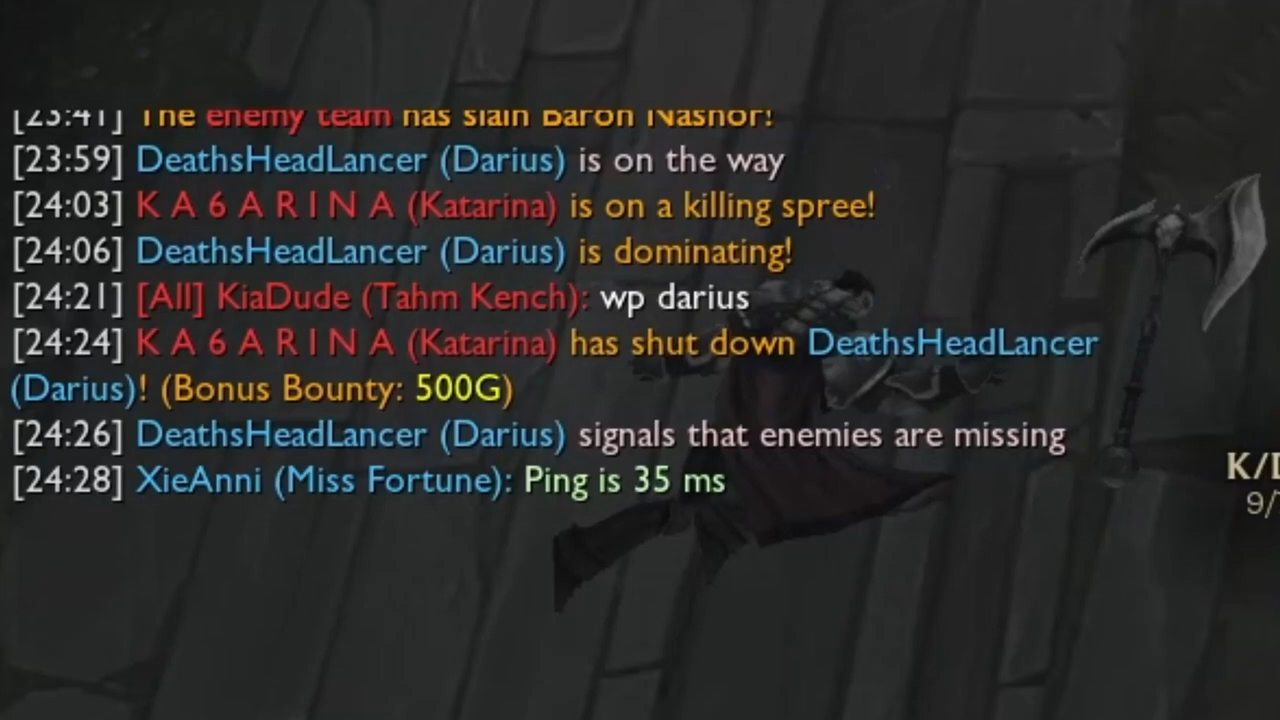 [23:41] The enemy team has slain Baron Nashor!
[23:59] DeathsHeadLancer (Darius) is on the way
[24:03] K A 6 A R I N A (Katarina) is on a killing spree!
[24:06] DeathsHeadLancer (Darius) is dominating!
[24:21] [All] KiaDude (Tahm Kench): wp darius
[24:24] K A 6 A R I N A (Katarina) has shut down DeathsHeadLancer
(Darius)! (Bonus Bounty: 500G)
[24:26] DeathsHeadLancer (Darius) signals that enemies are missing
[24:28] XieAnni (Miss Fortune): Ping is 35 ms
K/D
9/